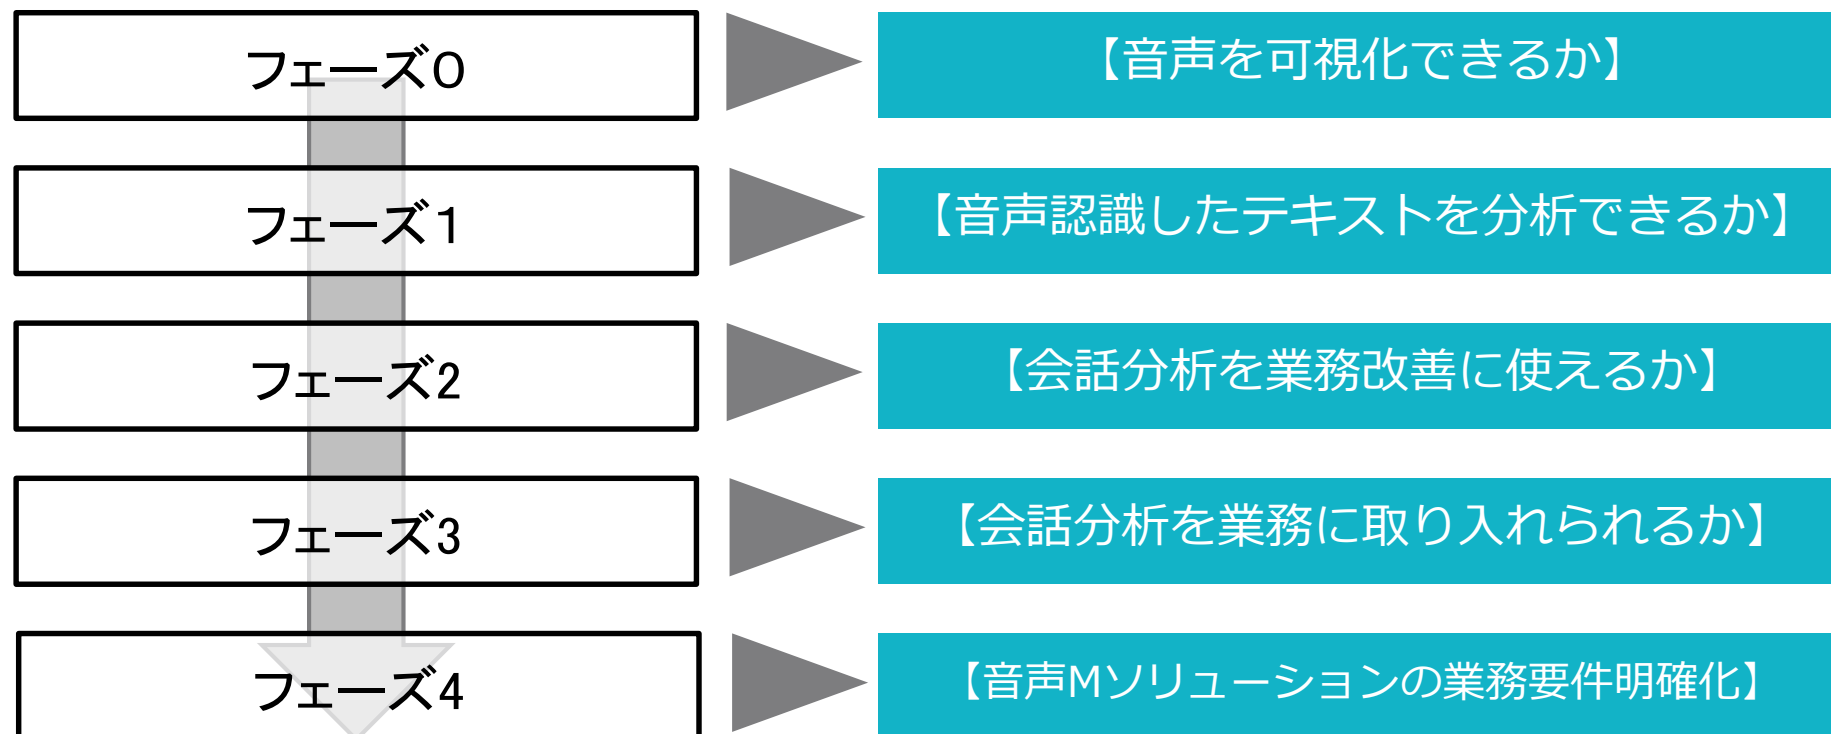 フェーズ0
【音声を可視化できるか】
フェーズ1
【音声認識したテキストを分析できるか】
フェーズ2
【会話分析を業務改善に使えるか】
フェーズ3
【会話分析を業務に取り入れられるか】
フェーズ4
【音声Mソリューションの業務要件明確化】